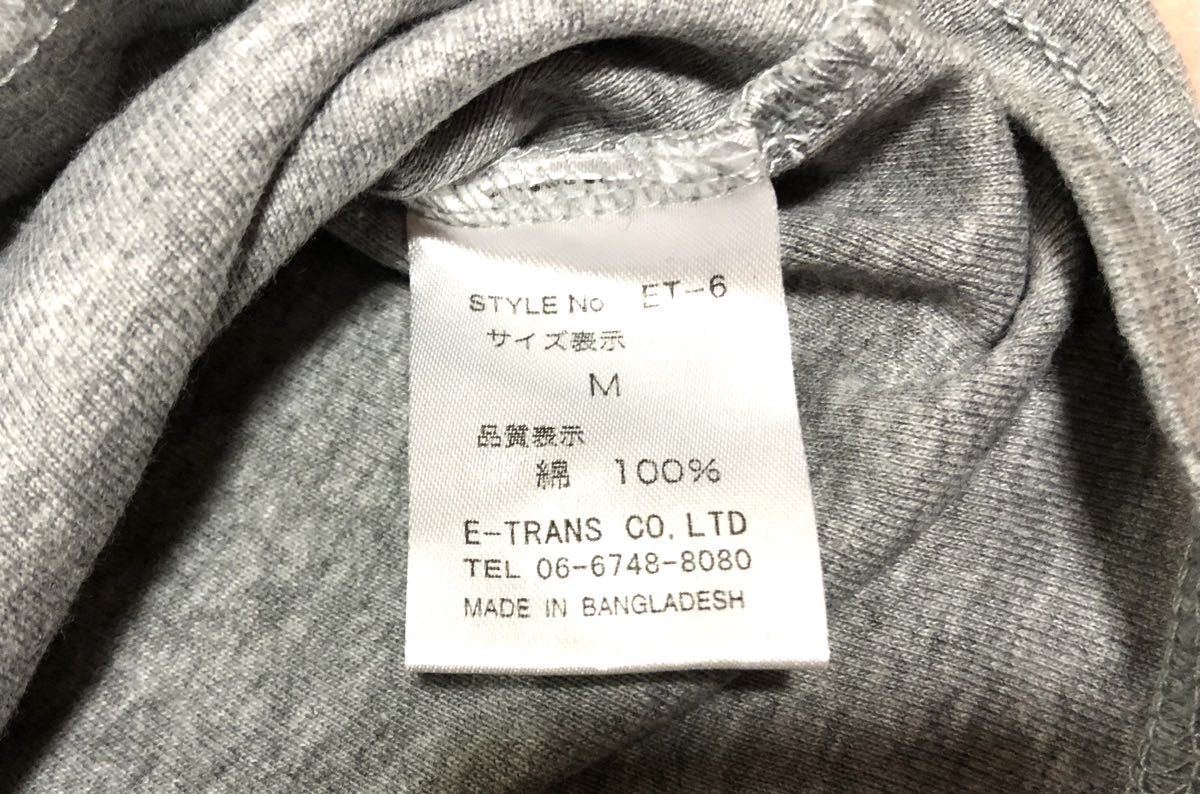 STYLE No ET-6
サイズ表示
M
品質表示
綿 100%
E-TRANS CO. LTD
TEL 06-6748-8080
MADE IN BANGLADESH